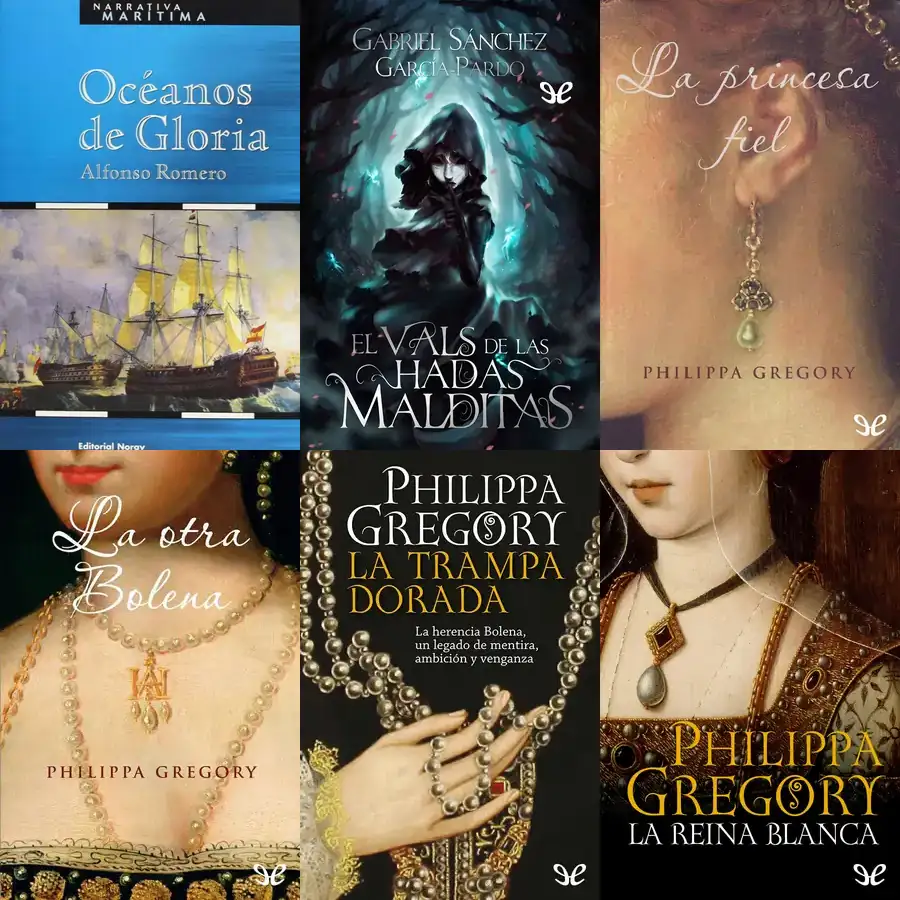 NARRATIVA
MARÍTIMA
Océanos
de Gloria
Alfonso Romero
Editorial Noray
GABRIEL SÁNCHEZ
GARCÍA-PARDO
EL VALS DE LAS
HADAS
MALDITAS
La princesa
fiel
PHILIPPA GREGORY
La otra
Bolena
PHILIPPA GREGORY
PHILIPPA
GREGORY
LA TRAMPA
DORADA
La herencia Bolena,
un legado de mentira,
ambición y venganza
PHILIPPA
GREGORY
LA REINA BLANCA